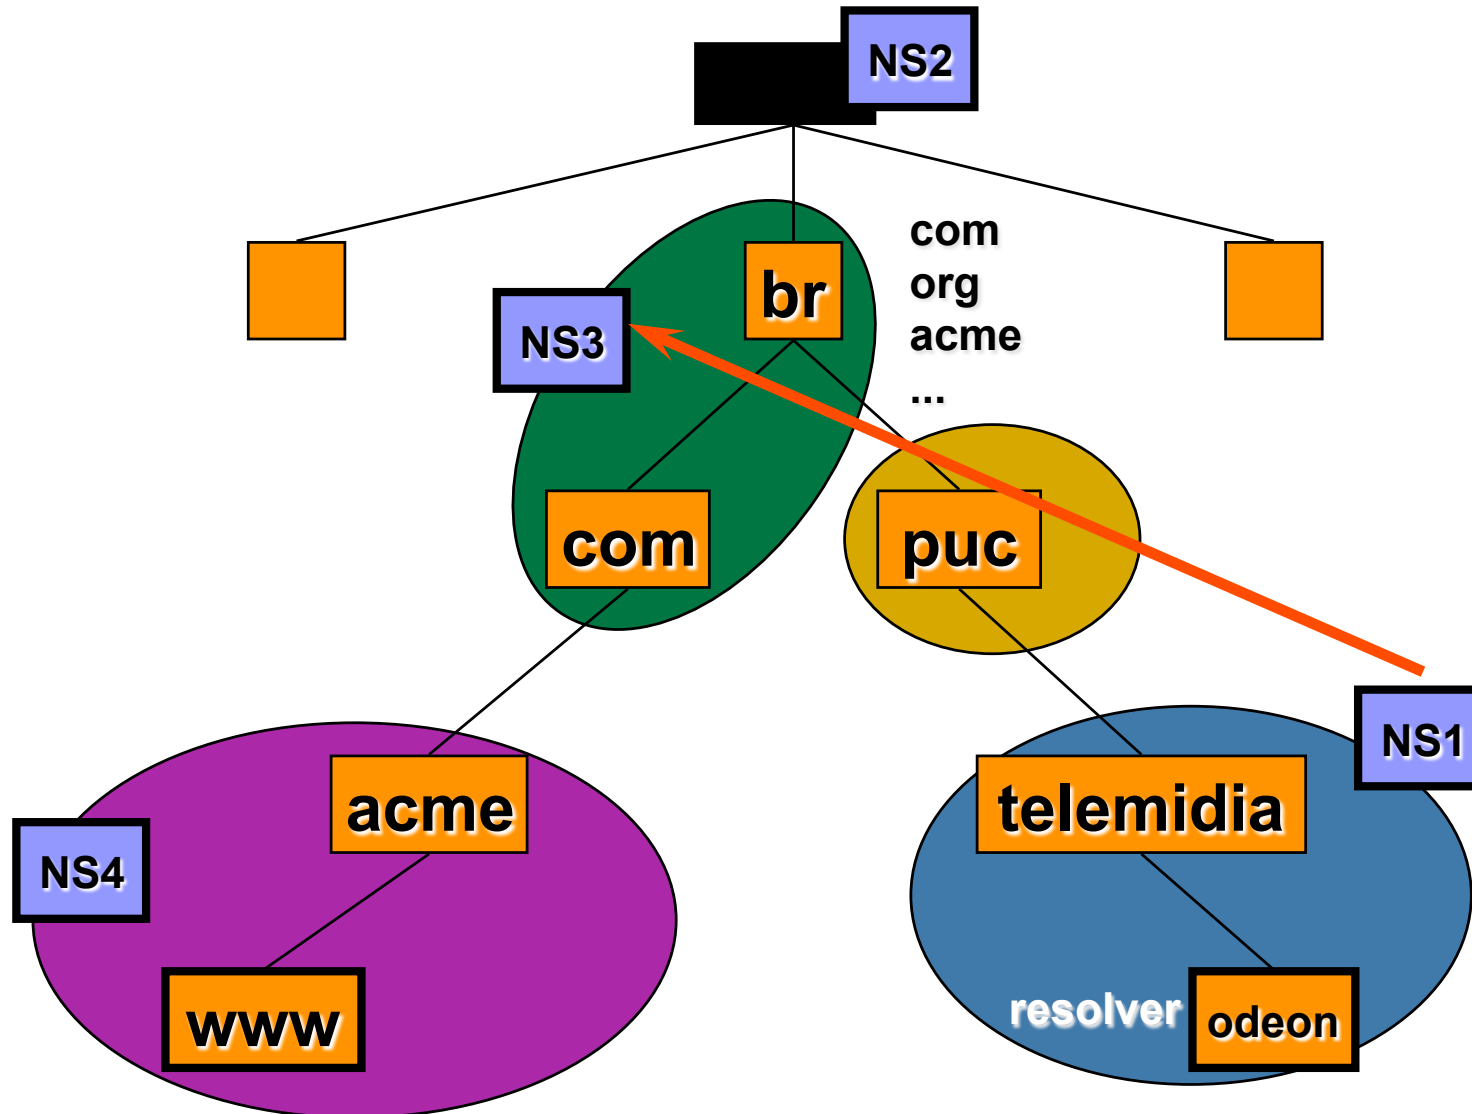 NS2
com
org
acme
...
br
NS3
com
puc
NS1
acme
telemidia
NS4
www
resolver
odeon